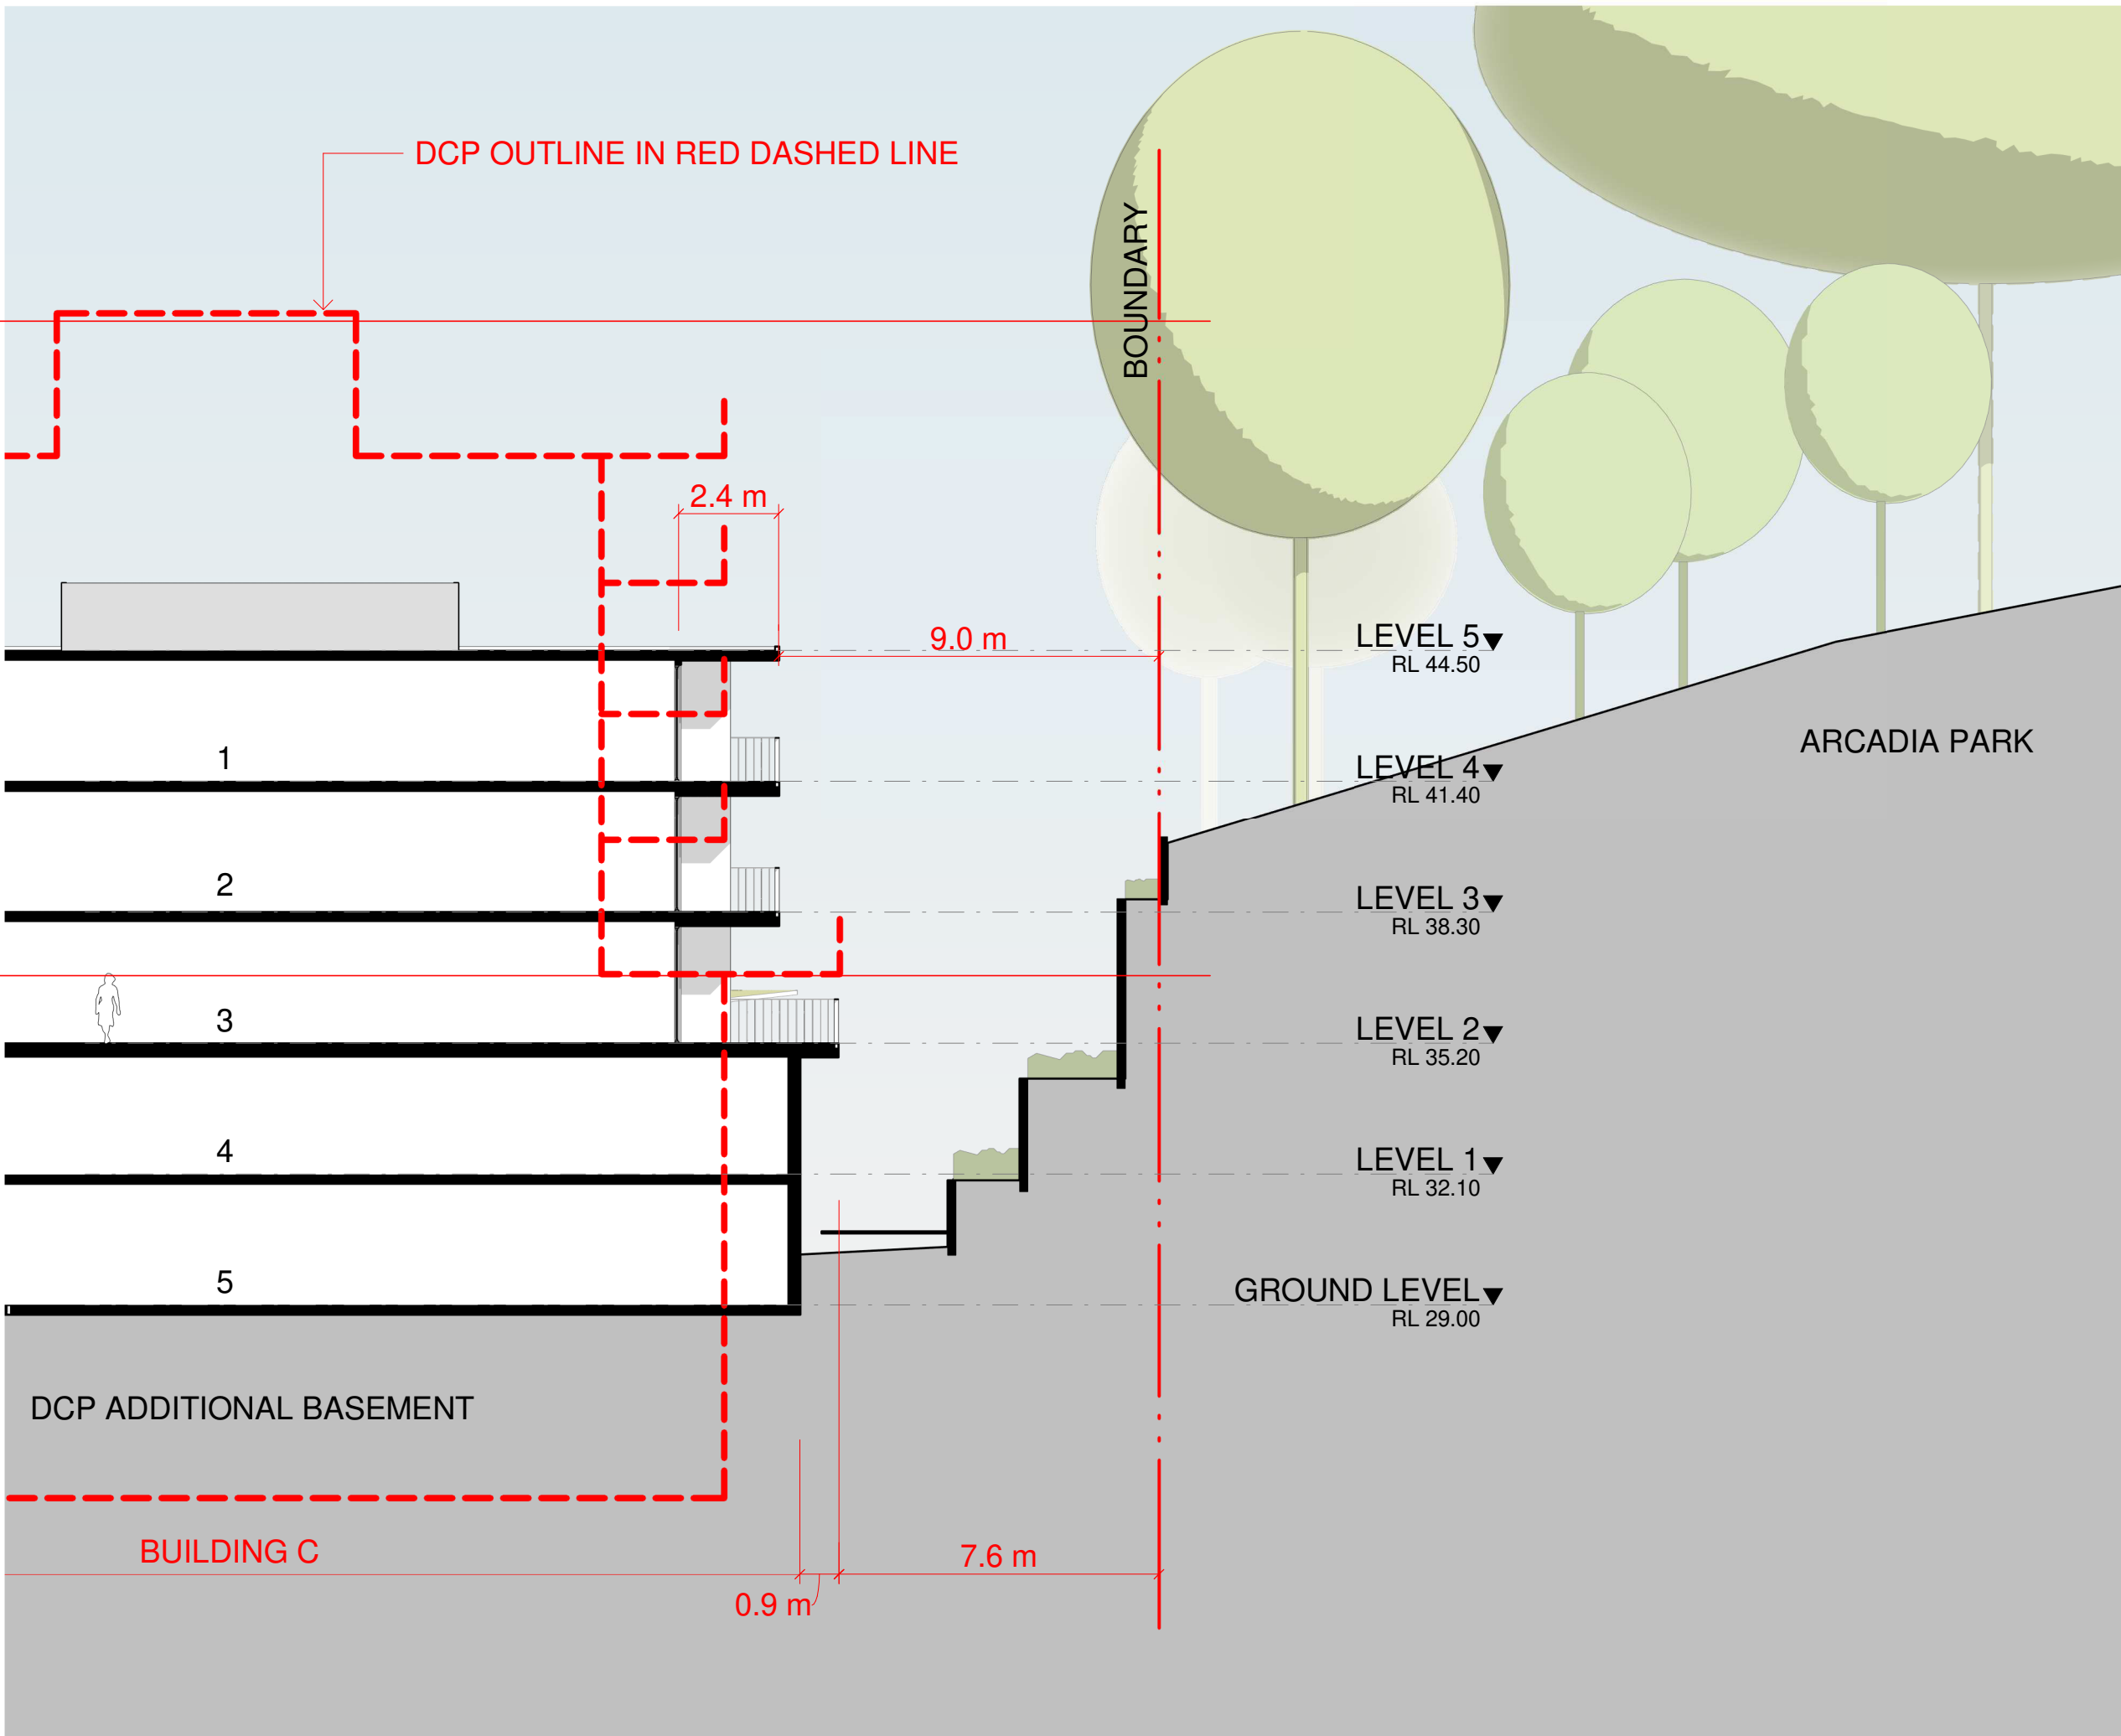 DCP OUTLINE IN RED DASHED LINE
BOUNDARY
2.4 m
9.0 m
LEVEL 5
RL 44.50
ARCADIA PARK
1
LEVEL 4
RL 41.40
2
LEVEL 3
RL 38.30
3
LEVEL 2
RL 35.20
4
LEVEL 1
RL 32.10
5
GROUND LEVEL
RL 29.00
DCP ADDITIONAL BASEMENT
BUILDING C
7.6 m
0.9 m